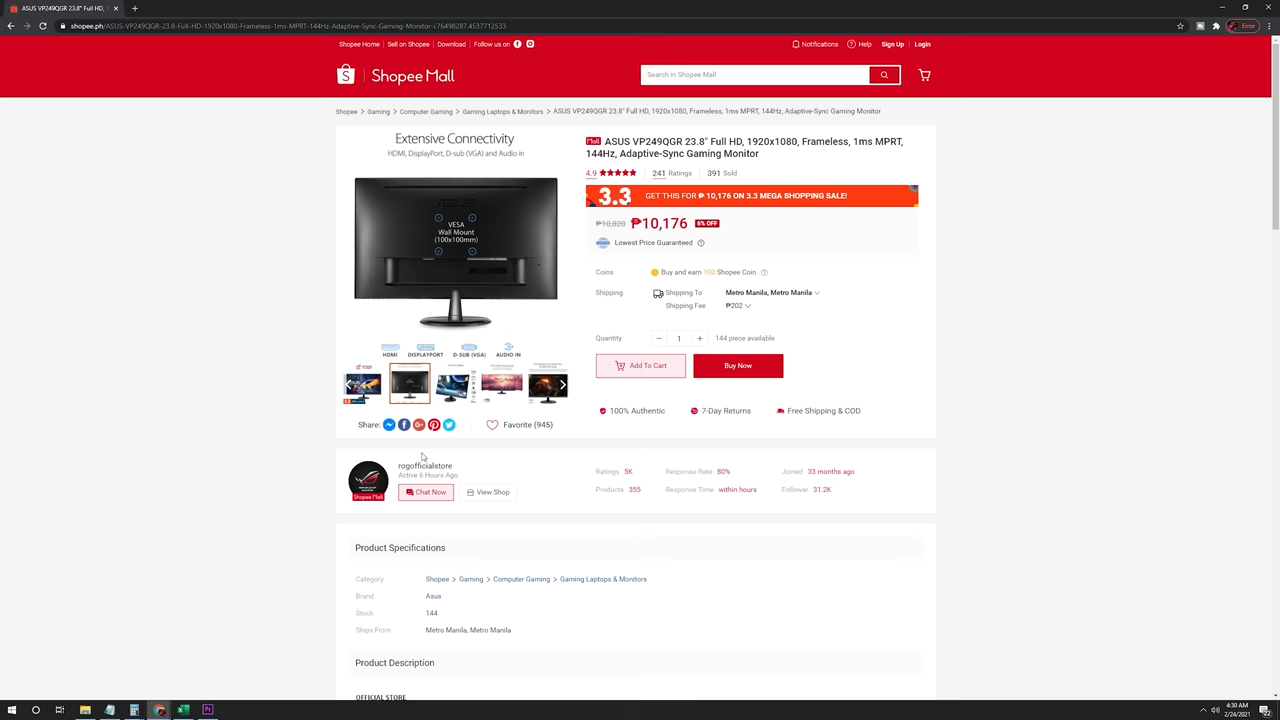 ASUS VP249QGR 23.8" Full HD,
shopee.ph/ASUS-VP249QGR-23.8-Full-HD-1920x1080-Frameless-1ms-MPRT-144Hz-Adaptive-Sync-Gaming-Monitor-i.76498287.4537712533
Error
Shopee Home | Sell on Shopee | Download | Follow us on
Notifications Help Sign Up | Login
Shopee Mall
Search in Shopee Mall
Shopee > Gaming > Computer Gaming > Gaming Laptops & Monitors > ASUS VP249QGR 23.8" Full HD, 1920x1080, Frameless, 1ms MPRT, 144Hz, Adaptive-Sync Gaming Monitor
Extensive Connectivity
HDMI, DisplayPort, D-sub (VGA) and Audio in
VESA
Wall Mount
(100x100mm)
HDMI DISPLAYPORT D-SUB (VGA) AUDIO IN
Share:
Favorite (945)
Mall ASUS VP249QGR 23.8" Full HD, 1920x1080, Frameless, 1ms MPRT,
144Hz, Adaptive-Sync Gaming Monitor
4.9 241 Ratings 391 Sold
3.3 GET THIS FOR ₱ 10,176 ON 3.3 MEGA SHOPPING SALE!
₱10,820 ₱10,176 6% OFF
Lowest Price Guaranteed
Coins Buy and earn 100 Shopee Coin
Shipping Shipping To Metro Manila, Metro Manila
Shipping Fee ₱202
Quantity − 1 + 144 piece available
Add To Cart Buy Now
100% Authentic 7-Day Returns Free Shipping & COD
rogofficialstore
Active 6 Hours Ago
Shopee Mall
Chat Now View Shop
Ratings 5K Response Rate 80% Joined 33 months ago
Products 355 Response Time within hours Follower 31.2K
Product Specifications
Category Shopee > Gaming > Computer Gaming > Gaming Laptops & Monitors
Brand Asus
Stock 144
Ships From Metro Manila, Metro Manila
Product Description
OFFICIAL STORE
4:30 AM
2/24/2021